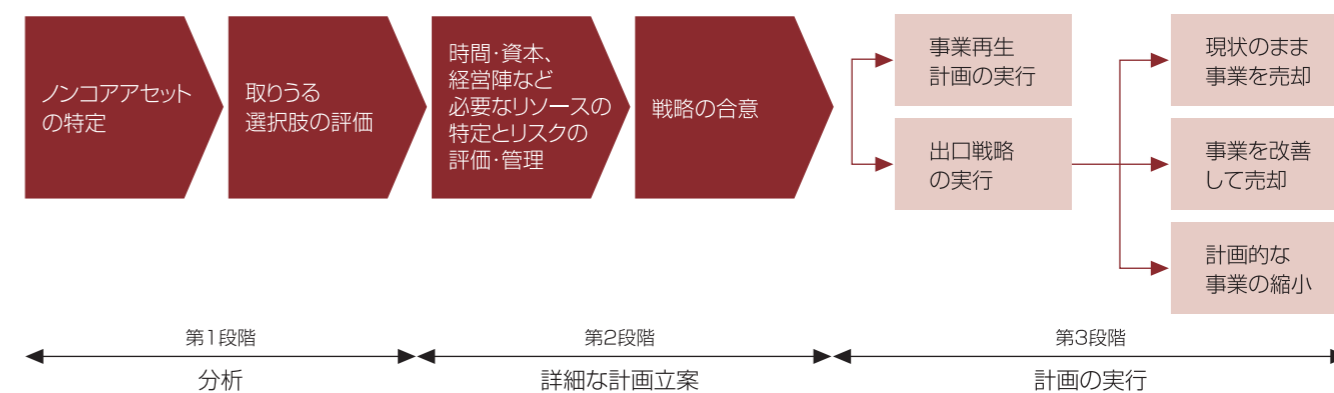 ノンコアアセット
の特定
取りうる
選択肢の評価
時間・資本、
経営陣など
必要なリソースの
特定とリスクの
評価・管理
戦略の合意
事業再生
計画の実行
出口戦略
の実行
現状のまま
事業を売却
事業を改善
して売却
計画的な
事業の縮小
第1段階
分析
第2段階
詳細な計画立案
第3段階
計画の実行